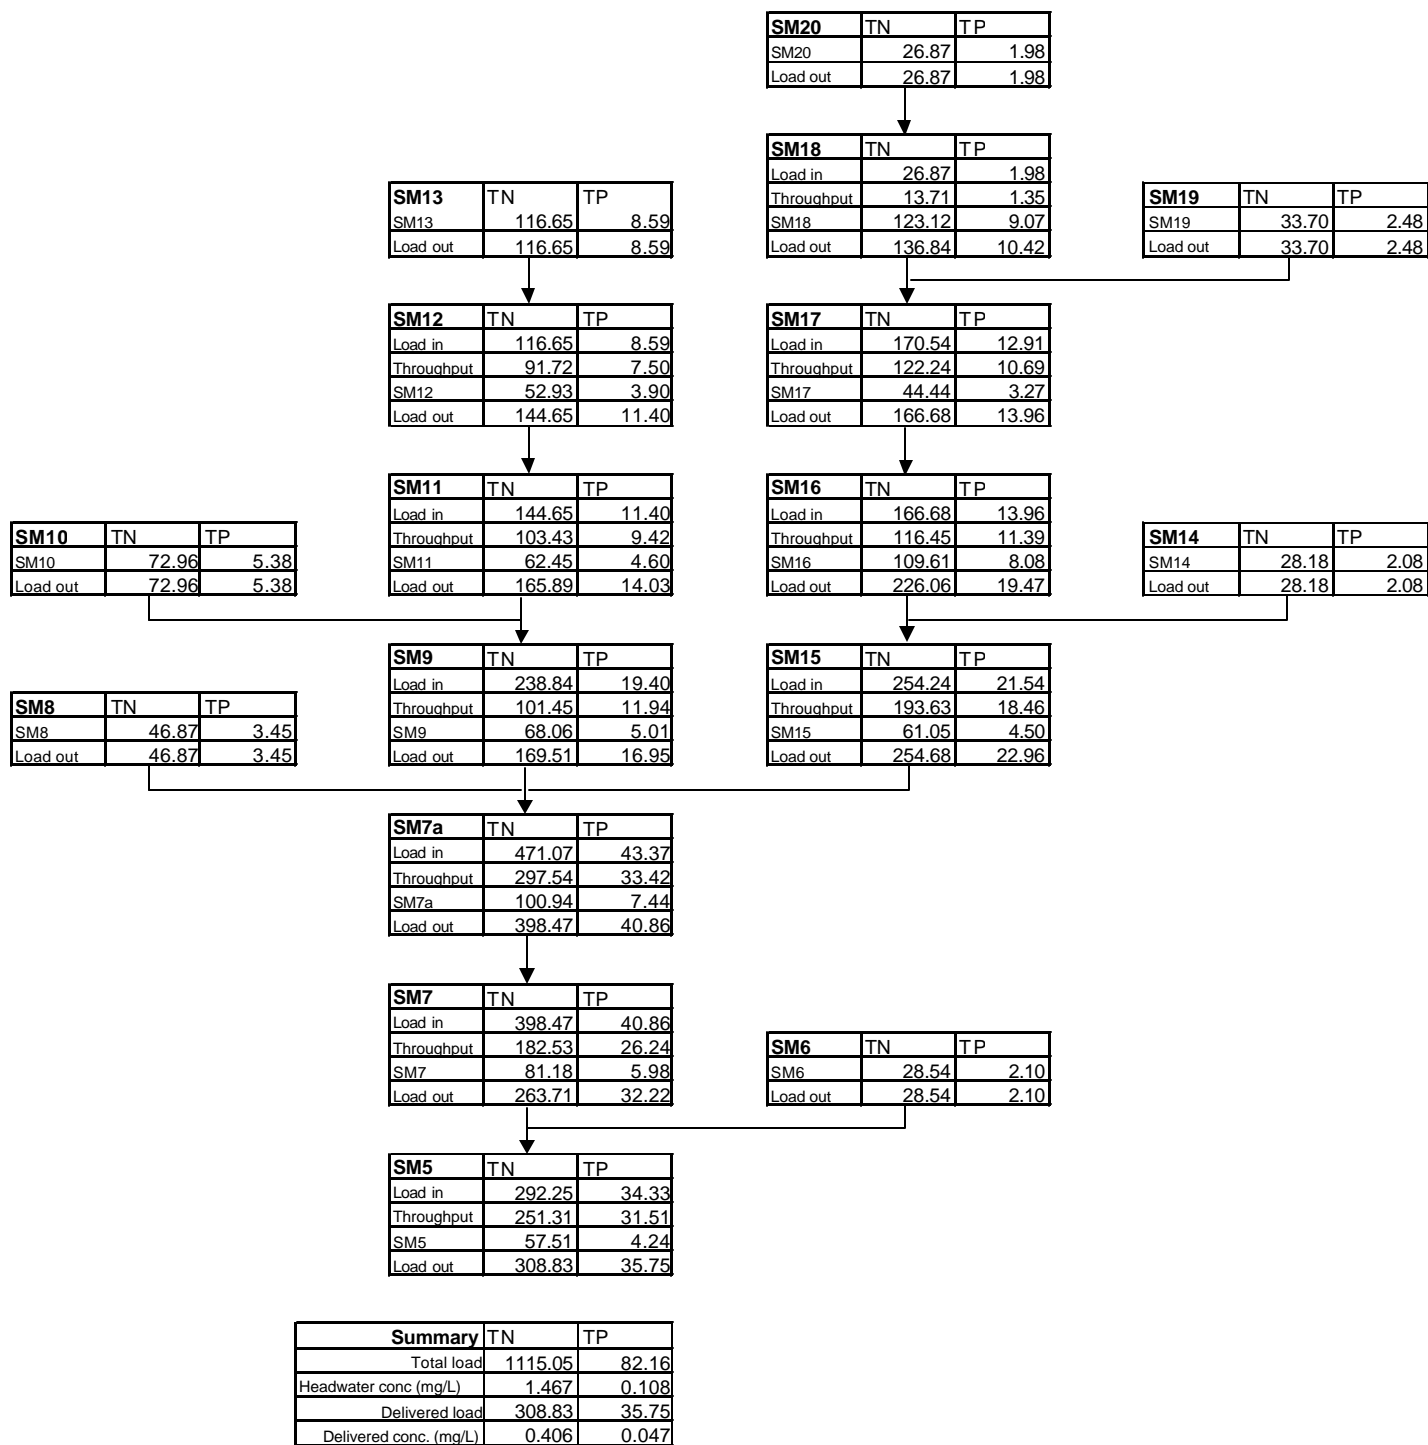 SM20 TN TP
SM20 26.87 1.98
Load out 26.87 1.98
SM18 TN TP
Load in 26.87 1.98
Throughput 13.71 1.35
SM18 123.12 9.07
Load out 136.84 10.42
SM13 TN TP
SM13 116.65 8.59
Load out 116.65 8.59
SM19 TN TP
SM19 33.70 2.48
Load out 33.70 2.48
SM12 TN TP
Load in 116.65 8.59
Throughput 91.72 7.50
SM12 52.93 3.90
Load out 144.65 11.40
SM17 TN TP
Load in 170.54 12.91
Throughput 122.24 10.69
SM17 44.44 3.27
Load out 166.68 13.96
SM11 TN TP
Load in 144.65 11.40
Throughput 103.43 9.42
SM11 62.45 4.60
Load out 165.89 14.03
SM16 TN TP
Load in 166.68 13.96
Throughput 116.45 11.39
SM16 109.61 8.08
Load out 226.06 19.47
SM10 TN TP
SM10 72.96 5.38
Load out 72.96 5.38
SM14 TN TP
SM14 28.18 2.08
Load out 28.18 2.08
SM9 TN TP
Load in 238.84 19.40
Throughput 101.45 11.94
SM9 68.06 5.01
Load out 169.51 16.95
SM15 TN TP
Load in 254.24 21.54
Throughput 193.63 18.46
SM15 61.05 4.50
Load out 254.68 22.96
SM8 TN TP
SM8 46.87 3.45
Load out 46.87 3.45
SM7a TN TP
Load in 471.07 43.37
Throughput 297.54 33.42
SM7a 100.94 7.44
Load out 398.47 40.86
SM7 TN TP
Load in 398.47 40.86
Throughput 182.53 26.24
SM7 81.18 5.98
Load out 263.71 32.22
SM6 TN TP
SM6 28.54 2.10
Load out 28.54 2.10
SM5 TN TP
Load in 292.25 34.33
Throughput 251.31 31.51
SM5 57.51 4.24
Load out 308.83 35.75
Summary TN TP
Total load 1115.05 82.16
Headwater conc (mg/L) 1.467 0.108
Delivered load 308.83 35.75
Delivered conc. (mg/L) 0.406 0.047